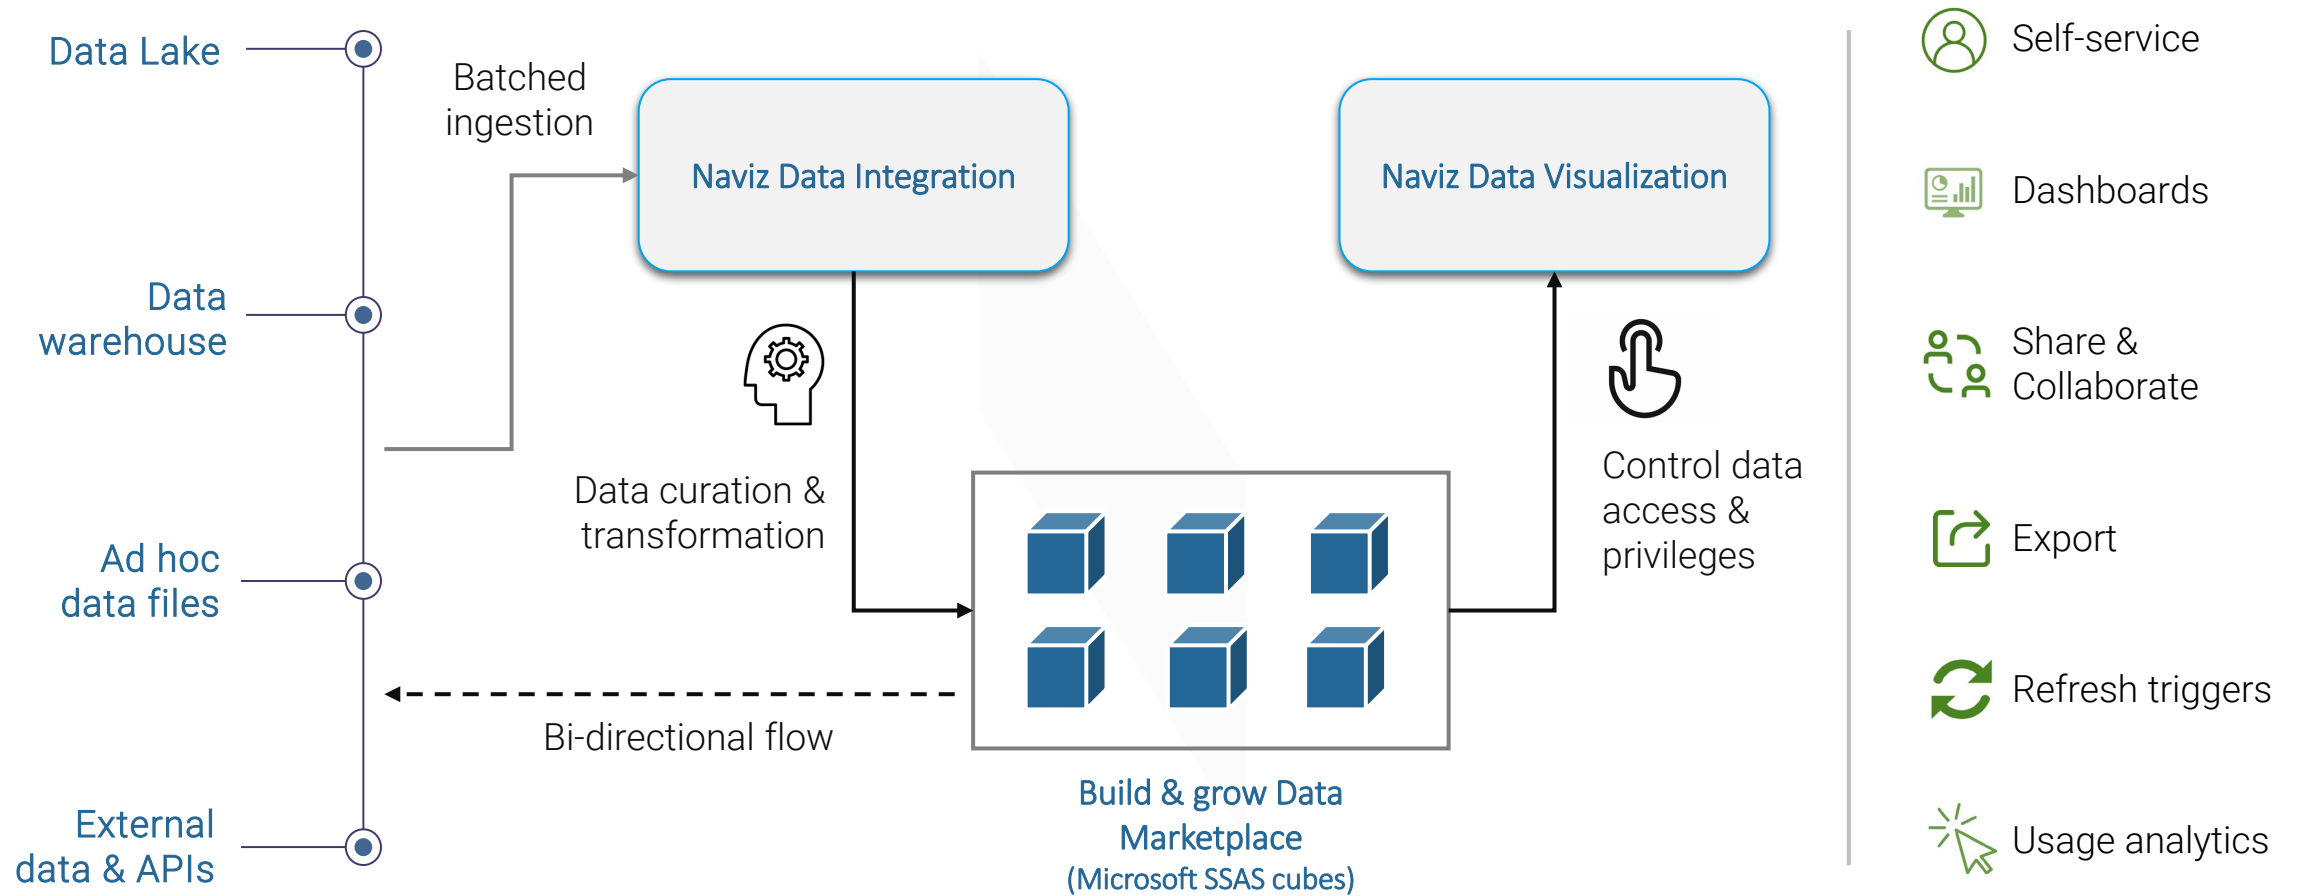 Data Lake
Data
warehouse
Ad hoc
data files
External
data & APIs
Batched
ingestion
Naviz Data Integration
Data curation &
transformation
Bi-directional flow
Build & grow Data
Marketplace
(Microsoft SSAS cubes)
Naviz Data Visualization
Control data
access &
privileges
Self-service
Dashboards
Share &
Collaborate
Export
Refresh triggers
Usage analytics